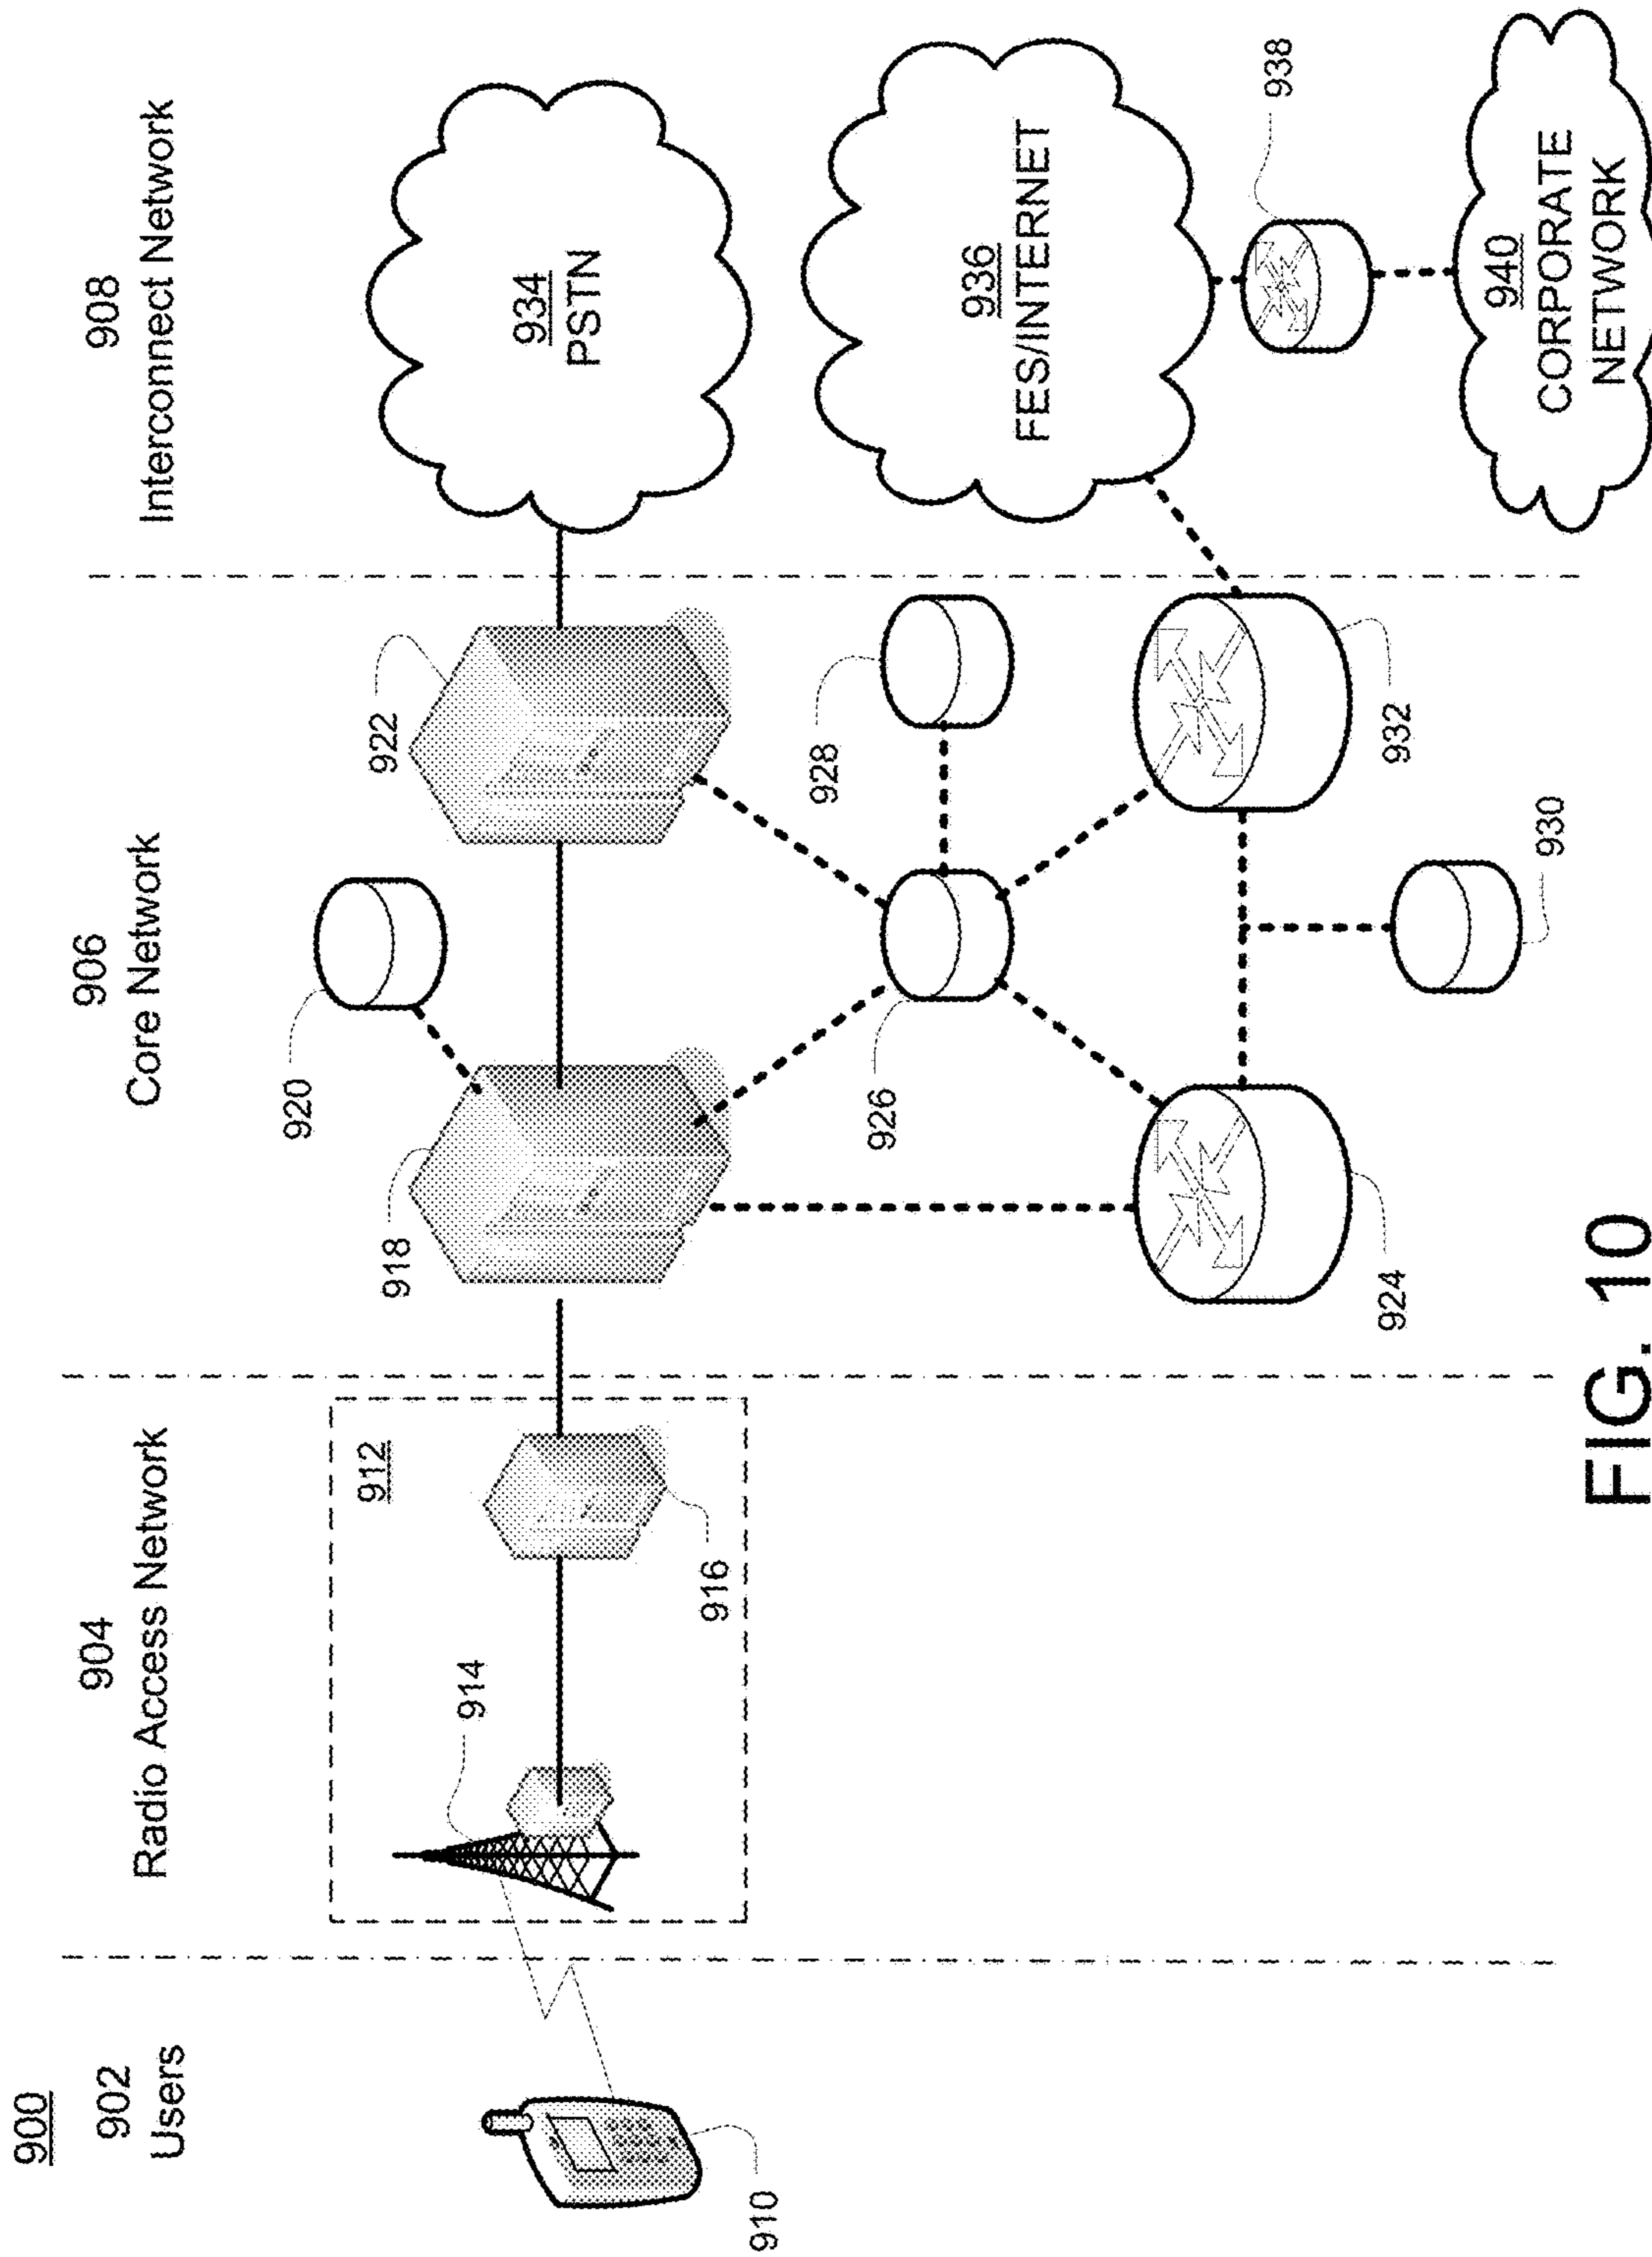 900
902
Users
904
Radio Access Network
906
Core Network
908
Interconnect Network
910
912
914
916
918
920
922
924
926
928
930
932
934
PSTN
936
FES/INTERNET
938
940
CORPORATE
NETWORK
FIG. 10